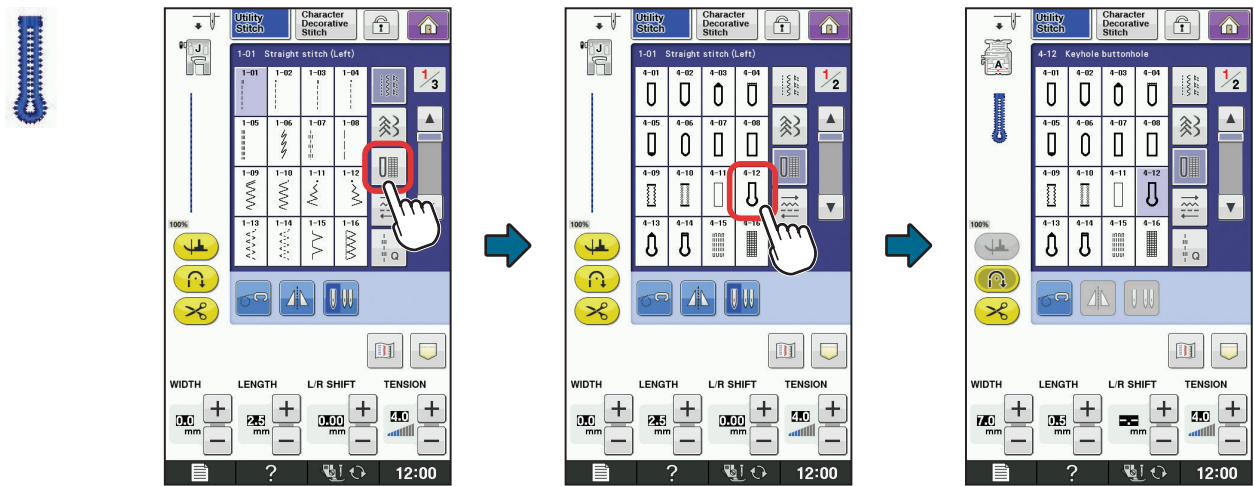 Utility Stitch
Character Decorative Stitch
J
1-01 Straight stitch (Left)
1-01 1-02 1-03 1-04
1/3
1-05 1-06 1-07 1-08
1-09 1-10 1-11 1-12
1-13 1-14 1-15 1-16
Q
100%
WIDTH LENGTH L/R SHIFT TENSION
0.0 mm 2.5 mm 0.00 mm 4.0
+ + + +
− − − −
? 12:00
Utility Stitch
Character Decorative Stitch
J
1-01 Straight stitch (Left)
4-01 4-02 4-03 4-04
1/2
4-05 4-06 4-07 4-08
4-09 4-10 4-11 4-12
4-13 4-14 4-15 4-16
100%
WIDTH LENGTH L/R SHIFT TENSION
0.0 mm 2.5 mm 0.00 mm 4.0
+ + + +
− − − −
? 12:00
Utility Stitch
Character Decorative Stitch
A
4-12 Keyhole buttonhole
4-01 4-02 4-03 4-04
1/2
4-05 4-06 4-07 4-08
4-09 4-10 4-11 4-12
4-13 4-14 4-15 4-16
Q
100%
WIDTH LENGTH L/R SHIFT TENSION
7.0 mm 0.5 mm -.-- mm 4.0
+ + + +
− − − −
? 12:00